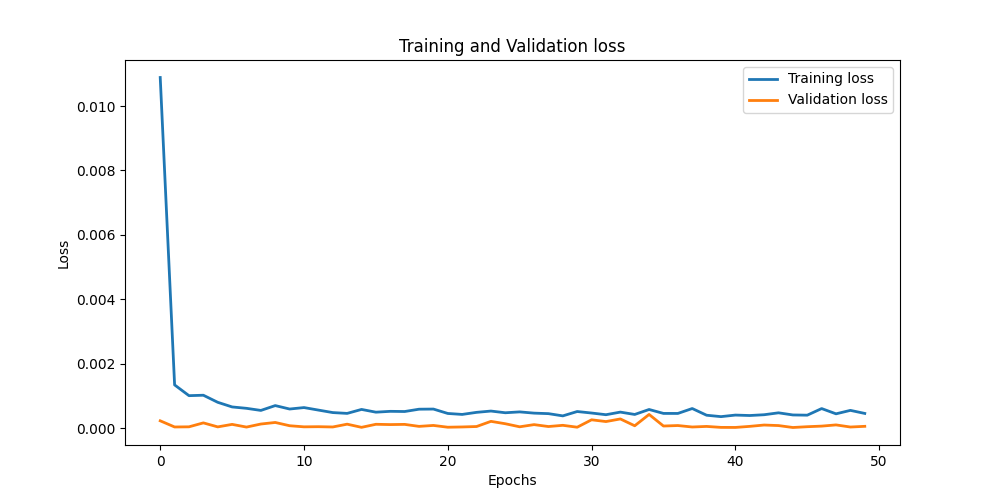 Training and Validation loss
Training loss
Validation loss
Loss
0.010
0.008
0.006
0.004
0.002
0.000
0 10 20 30 40 50
Epochs